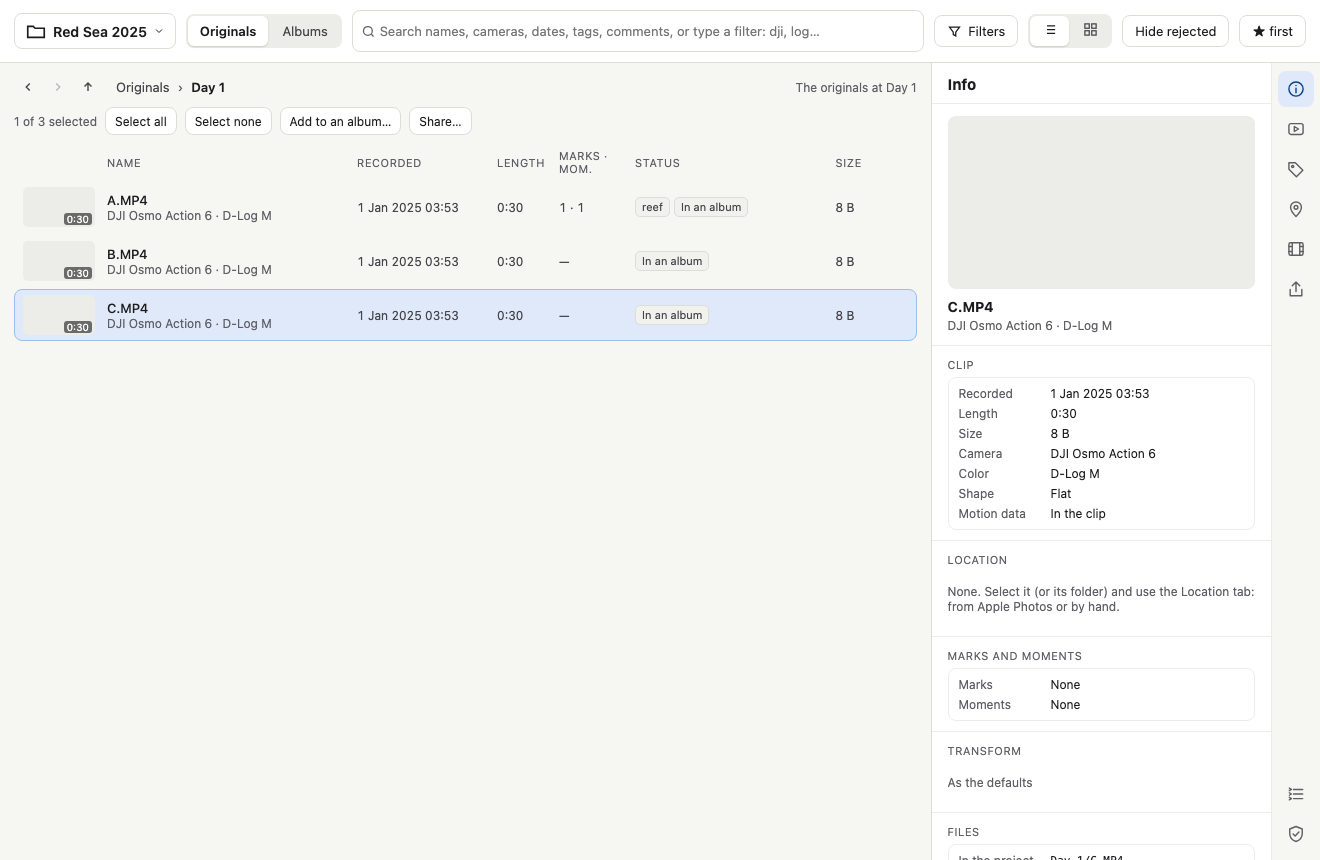 Red Sea 2025
Originals
Albums
Search names, cameras, dates, tags, comments, or type a filter: dji, log...
Filters
Hide rejected
★ first
Originals › Day 1
The originals at Day 1
1 of 3 selected
Select all
Select none
Add to an album...
Share...
NAME
RECORDED
LENGTH
MARKS · MOM.
STATUS
SIZE
0:30
A.MP4
DJI Osmo Action 6 · D-Log M
1 Jan 2025 03:53
0:30
1 · 1
reef
In an album
8 B
0:30
B.MP4
DJI Osmo Action 6 · D-Log M
1 Jan 2025 03:53
0:30
—
In an album
8 B
0:30
C.MP4
DJI Osmo Action 6 · D-Log M
1 Jan 2025 03:53
0:30
—
In an album
8 B
Info
C.MP4
DJI Osmo Action 6 · D-Log M
CLIP
Recorded 1 Jan 2025 03:53
Length 0:30
Size 8 B
Camera DJI Osmo Action 6
Color D-Log M
Shape Flat
Motion data In the clip
LOCATION
None. Select it (or its folder) and use the Location tab:
from Apple Photos or by hand.
MARKS AND MOMENTS
Marks None
Moments None
TRANSFORM
As the defaults
FILES
In the project Day 1/C.MP4